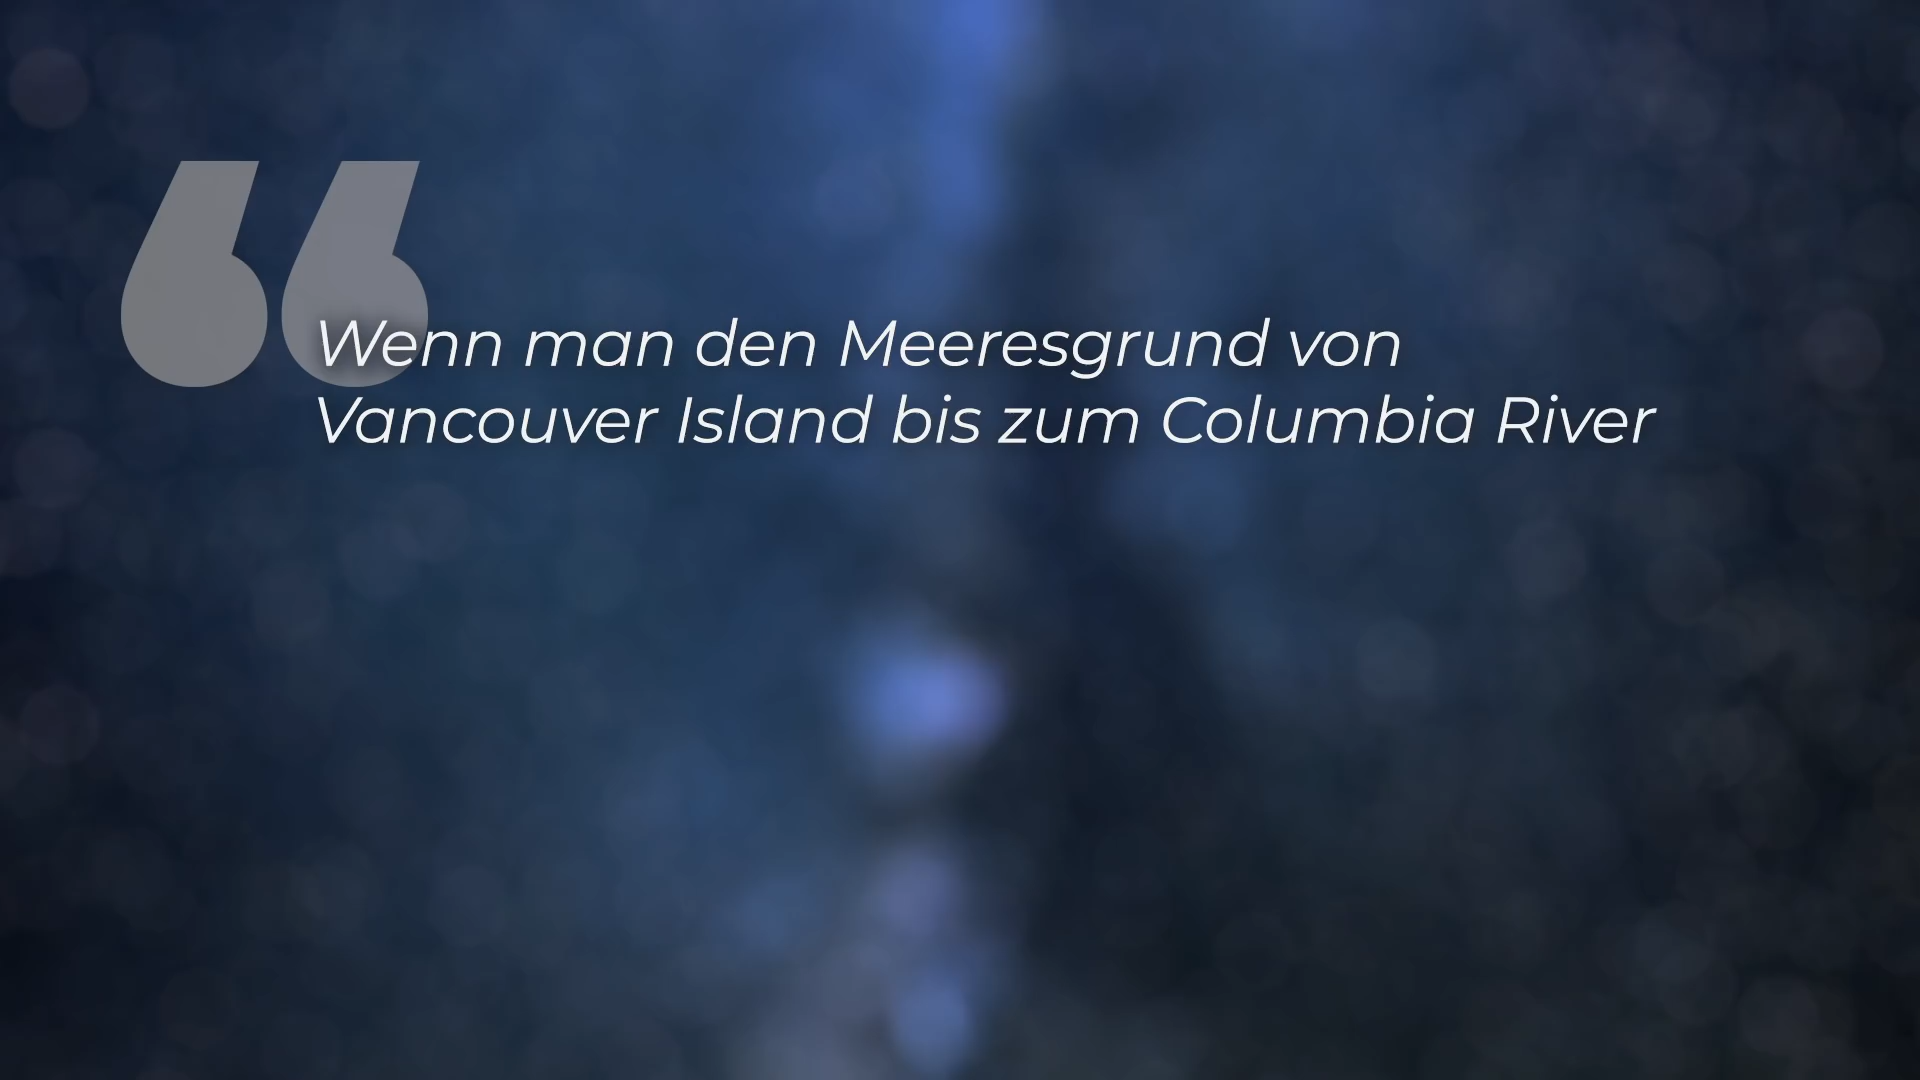 “
Wenn man den Meeresgrund von
Vancouver Island bis zum Columbia River